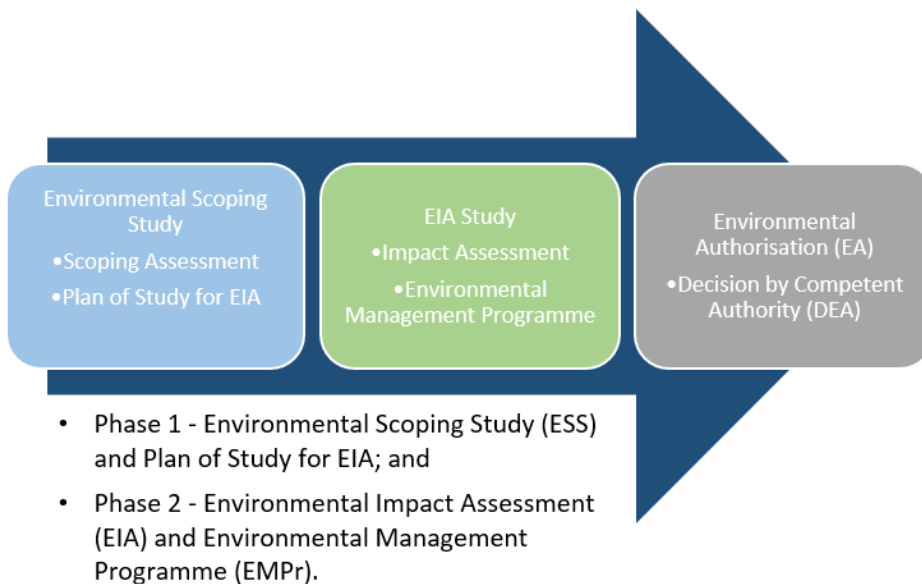 Environmental Scoping
Study
•Scoping Assessment
•Plan of Study for EIA
EIA Study
•Impact Assessment
•Environmental
Management Programme
Environmental
Authorisation (EA)
•Decision by Competent
Authority (DEA)
• Phase 1 - Environmental Scoping Study (ESS)
and Plan of Study for EIA; and
• Phase 2 - Environmental Impact Assessment
(EIA) and Environmental Management
Programme (EMPr).